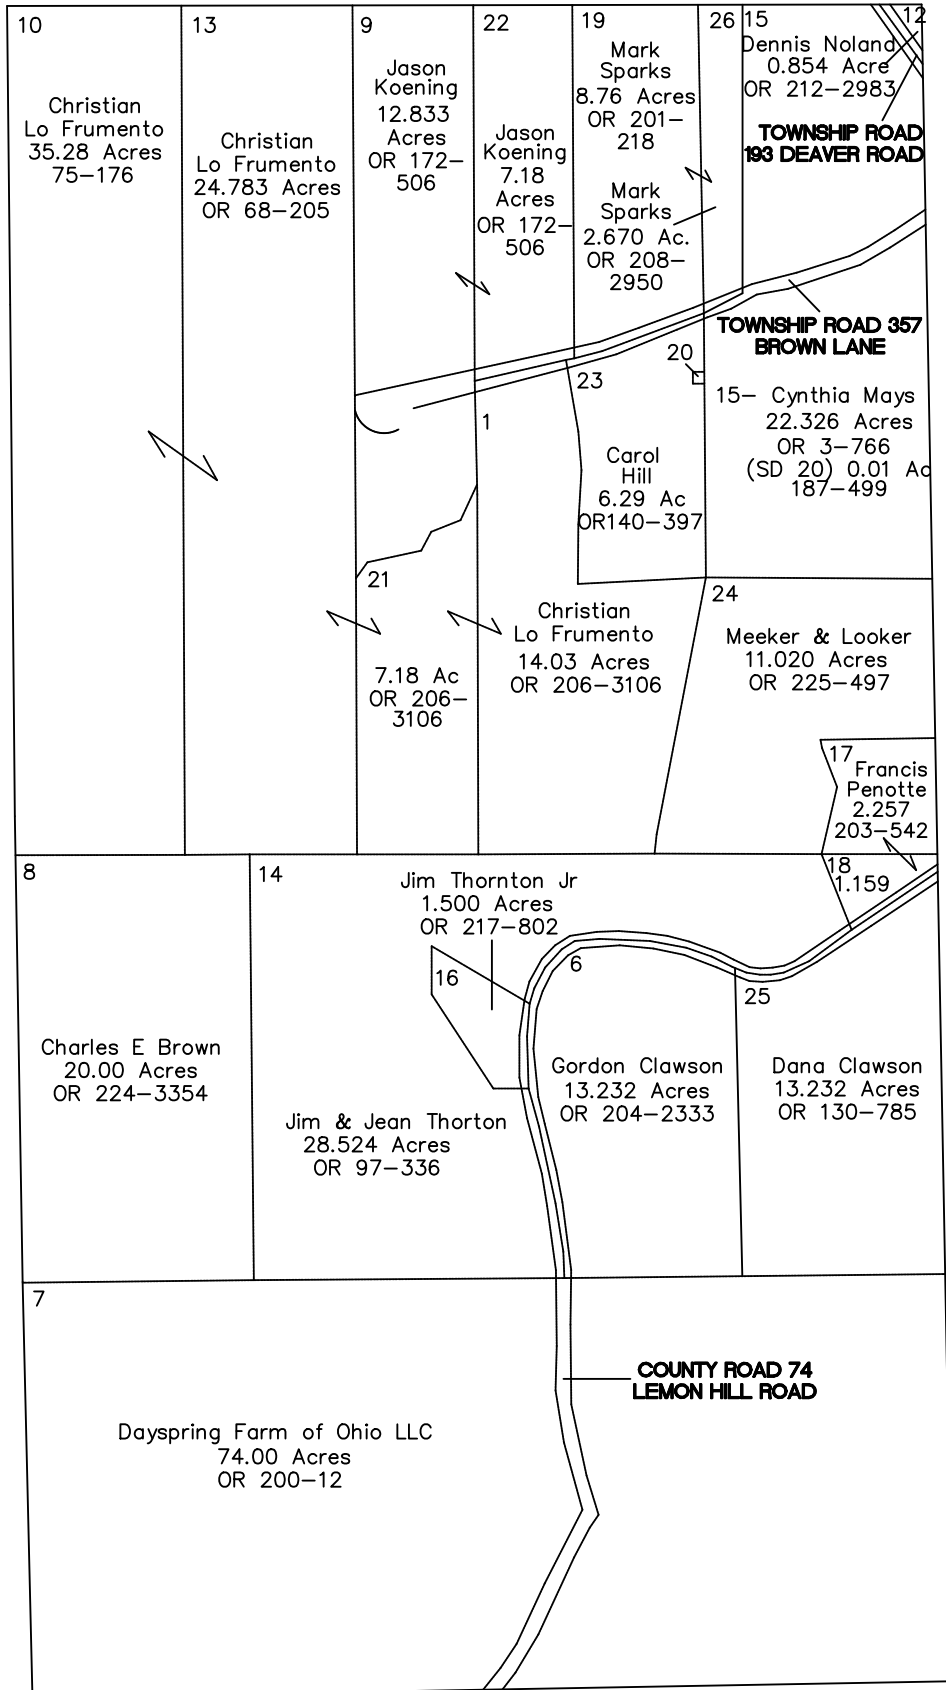 10
Christian
Lo Frumento
35.28 Acres
75-176
13
Christian
Lo Frumento
24.783 Acres
OR 68-205
9
Jason
Koening
12.833
Acres
OR 172-
506
22
Jason
Koening
7.18
Acres
OR 172-
506
19
Mark
Sparks
8.76 Acres
OR 201-
218
Mark
Sparks
2.670 Ac.
OR 208-
2950
26
15
12
Dennis Noland
0.854 Acre
OR 212-2983
TOWNSHIP ROAD
193 DEAVER ROAD
TOWNSHIP ROAD 357
BROWN LANE
20
23
1
15- Cynthia Mays
22.326 Acres
OR 3-766
(SD 20) 0.01 Ac
187-499
Carol
Hill
6.29 Ac
OR140-397
21
7.18 Ac
OR 206-
3106
Christian
Lo Frumento
14.03 Acres
OR 206-3106
24
Meeker & Looker
11.020 Acres
OR 225-497
17
Francis
Penotte
2.257
203-542
18
1.159
8
Charles E Brown
20.00 Acres
OR 224-3354
14
Jim Thornton Jr
1.500 Acres
OR 217-802
16
6
25
Jim & Jean Thorton
28.524 Acres
OR 97-336
Gordon Clawson
13.232 Acres
OR 204-2333
Dana Clawson
13.232 Acres
OR 130-785
7
COUNTY ROAD 74
LEMON HILL ROAD
Dayspring Farm of Ohio LLC
74.00 Acres
OR 200-12